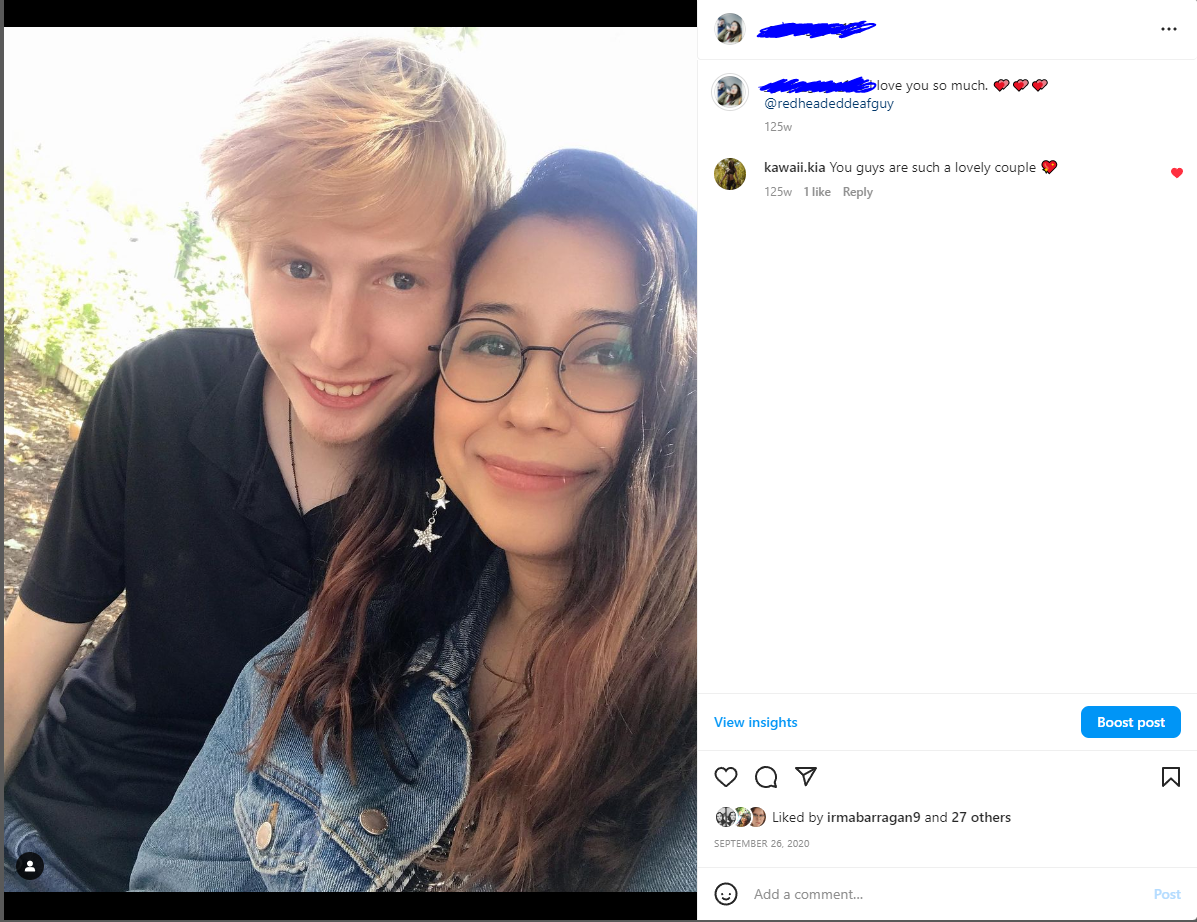 love you so much. 💕💕💕
@redheadeddeafguy
125w
kawaii.kia You guys are such a lovely couple 💖
125w 1 like Reply
View insights
Boost post
Liked by irmabarragan9 and 27 others
SEPTEMBER 26, 2020
Add a comment...
Post